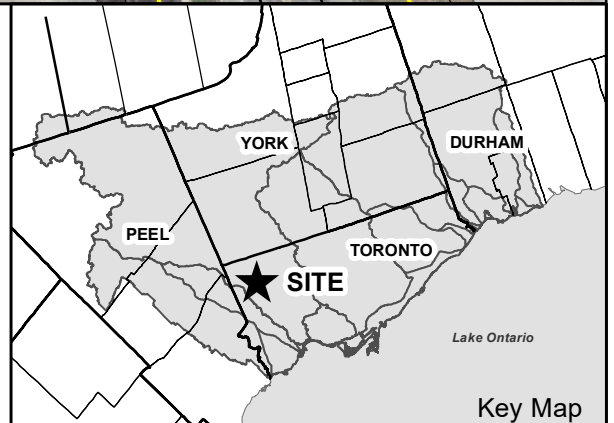 YORK
DURHAM
PEEL
TORONTO
SITE
Lake Ontario
Key Map